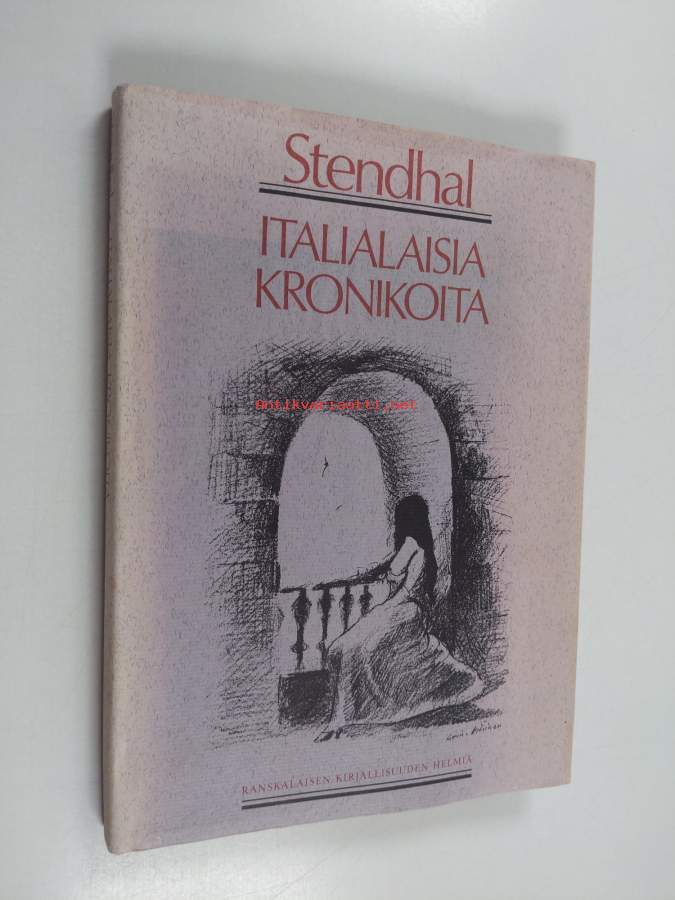 Stendhal
ITALIALAISIA
KRONIKOITA
Antikvariaatti.net
RANSKALAISEN KIRJALLISUUDEN HELMIÄ